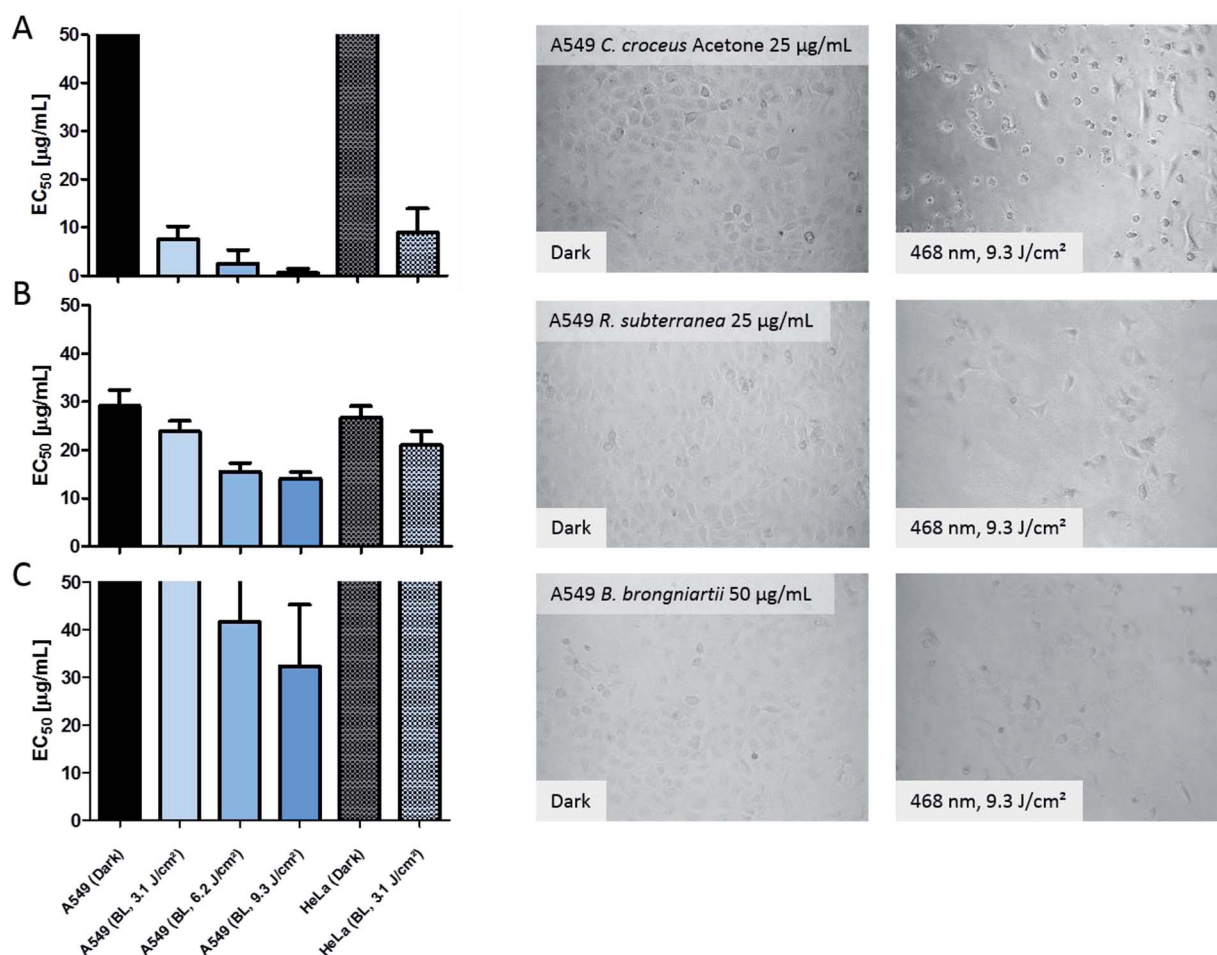 A
50
40
30
20
10
0
EC₅₀ [µg/mL]
A549 C. croceus Acetone 25 µg/mL
Dark
468 nm, 9.3 J/cm²
B
50
40
30
20
10
0
EC₅₀ [µg/mL]
A549 R. subterranea 25 µg/mL
Dark
468 nm, 9.3 J/cm²
C
50
40
30
20
10
0
EC₅₀ [µg/mL]
A549 B. brongniartii 50 µg/mL
Dark
468 nm, 9.3 J/cm²
A549 (Dark)
A549 (BL, 3.1 J/cm²)
A549 (BL, 6.2 J/cm²)
A549 (BL, 9.3 J/cm²)
HeLa (Dark)
HeLa (BL, 3.1 J/cm²)